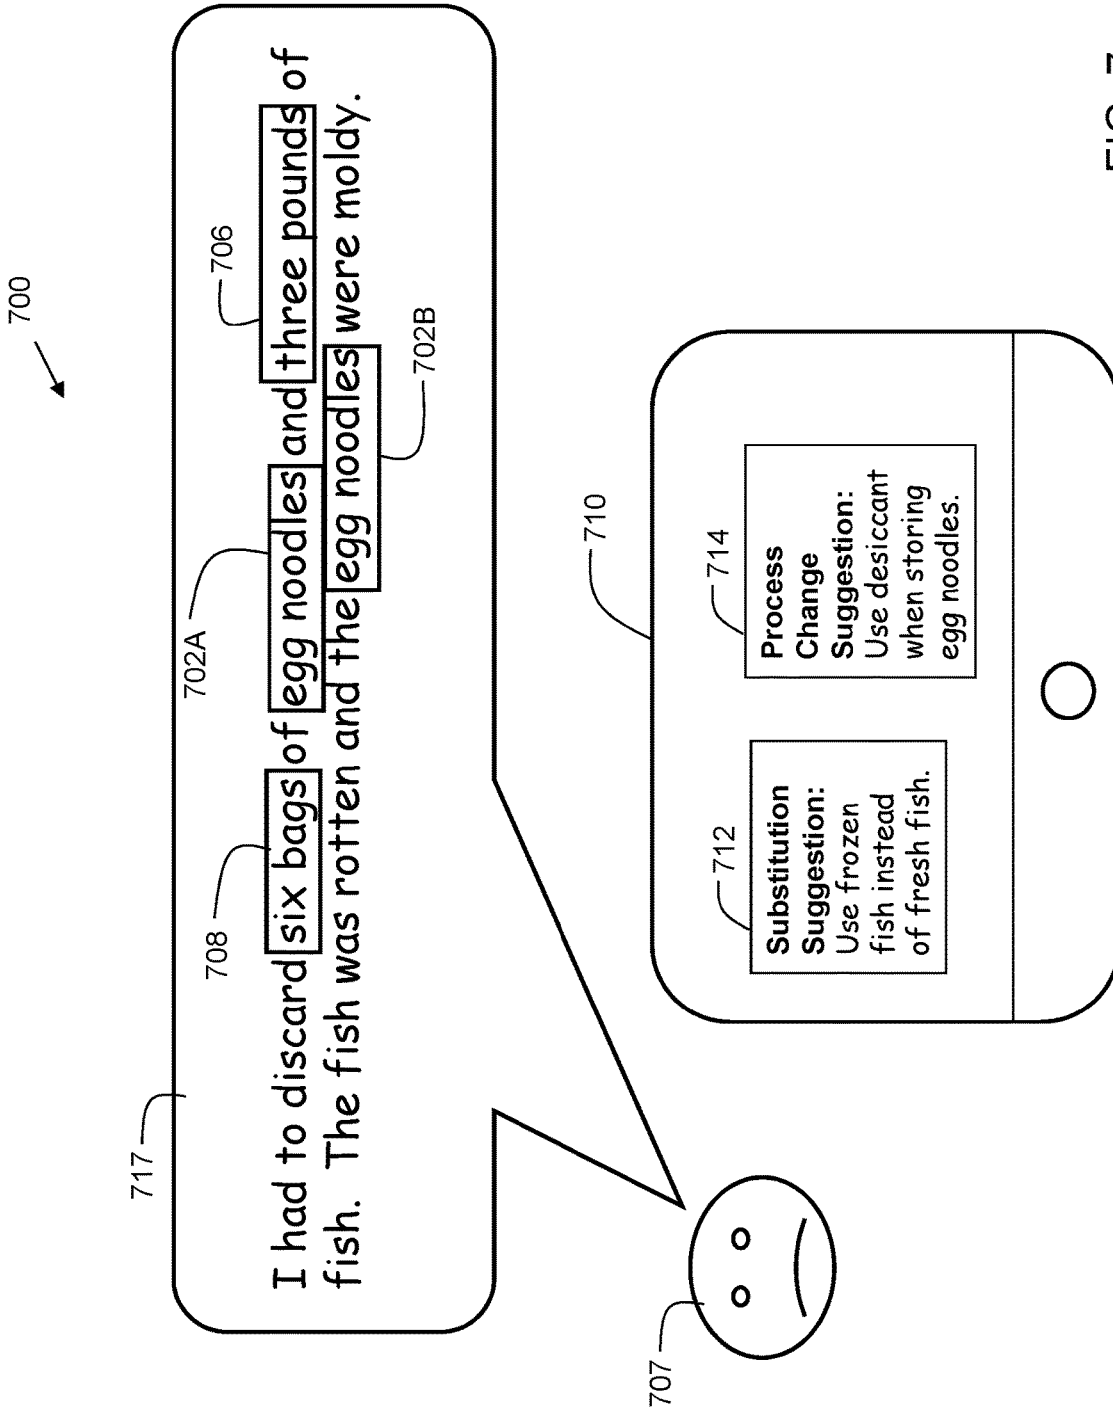 700
717
708
702A
706
I had to discard six bags of egg noodles and three pounds of
fish. The fish was rotten and the egg noodles were moldy.
702B
707
710
712
Substitution
Suggestion:
Use frozen
fish instead
of fresh fish.
714
Process
Change
Suggestion:
Use desiccant
when storing
egg noodles.
FIG. 7